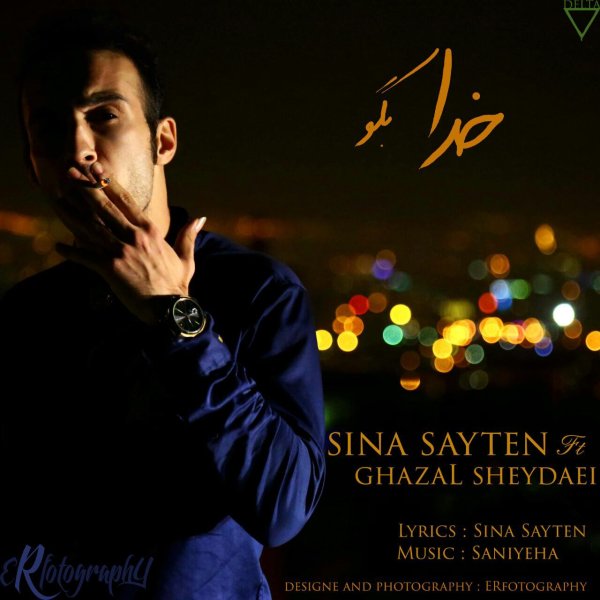 DELTA
خدا بگو
SINA SAYTEN Ft
GHAZAL SHEYDAEI
LYRICS : SINA SAYTEN
MUSIC : SANIYEHA
ERfotography
DESIGNE AND PHOTOGRAPHY : ERFOTOGRAPHY